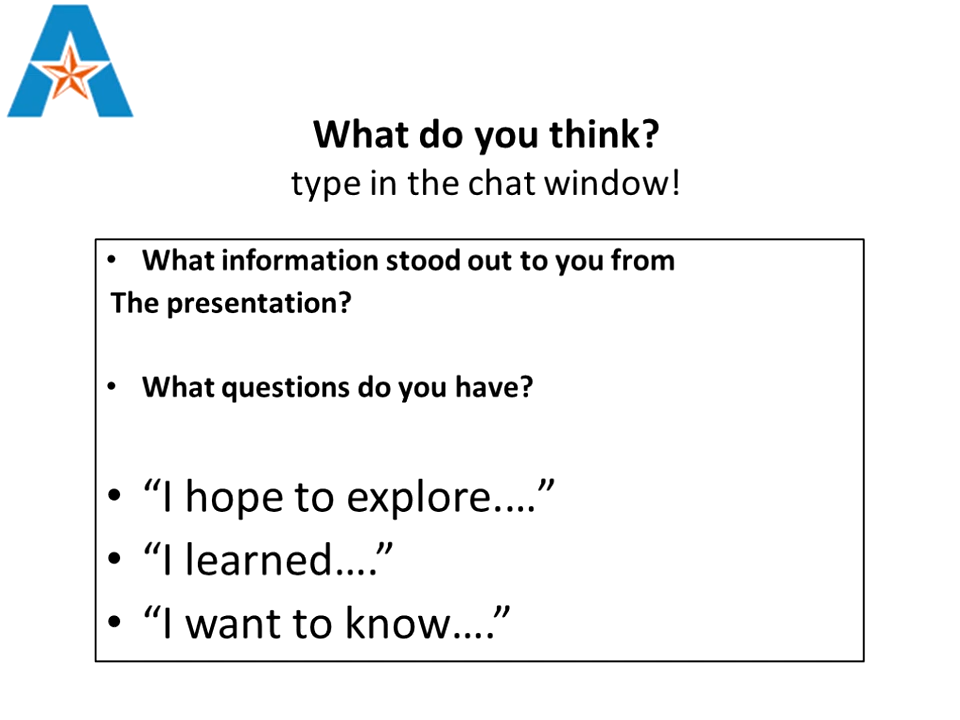 What do you think?
type in the chat window!
• What information stood out to you from
The presentation?
• What questions do you have?
• “I hope to explore....”
• “I learned….”
• “I want to know….”